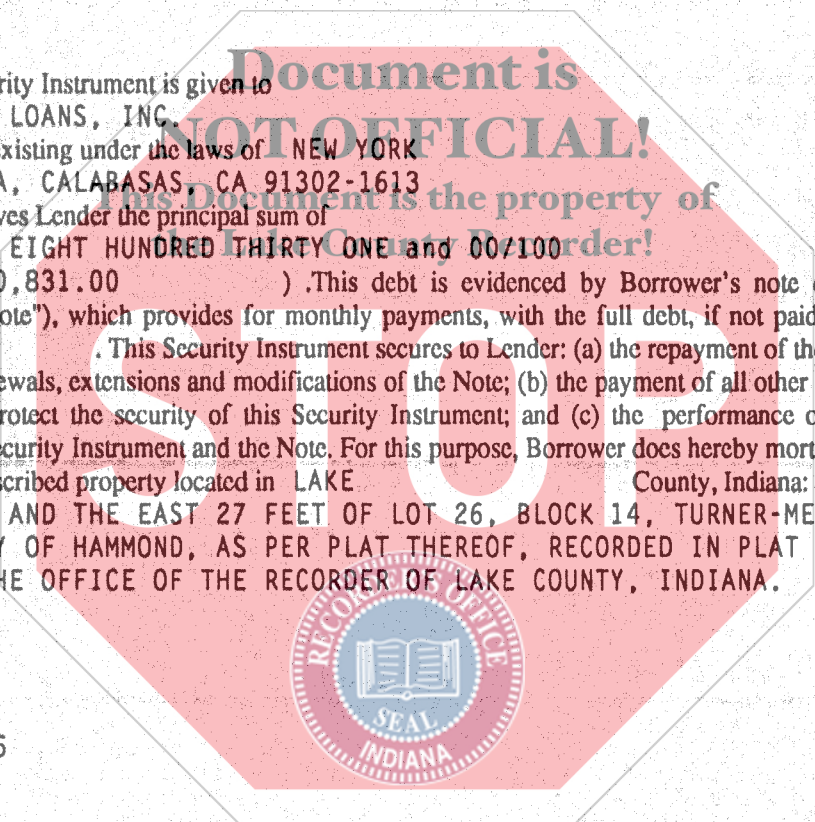 Document is
NOT OFFICIAL!
This Document is the property of
the Lake County Recorder!
STOP
rity Instrument is given to
LOANS, INC.
xisting under the laws of NEW YORK
A, CALABASAS, CA 91302-1613
ves Lender the principal sum of
EIGHT HUNDRED THIRTY ONE and 00/100
0,831.00 ) .This debt is evidenced by Borrower's note
ote"), which provides for monthly payments, with the full debt, if not paid
. This Security Instrument secures to Lender: (a) the repayment of th
ewals, extensions and modifications of the Note; (b) the payment of all other
rotect the security of this Security Instrument; and (c) the performance o
ecurity Instrument and the Note. For this purpose, Borrower does hereby mort
scribed property located in LAKE County, Indiana:
AND THE EAST 27 FEET OF LOT 26, BLOCK 14, TURNER-ME
Y OF HAMMOND, AS PER PLAT THEREOF, RECORDED IN PLAT
HE OFFICE OF THE RECORDER OF LAKE COUNTY, INDIANA.
RECORDER'S OFFICE
SEAL
INDIANA